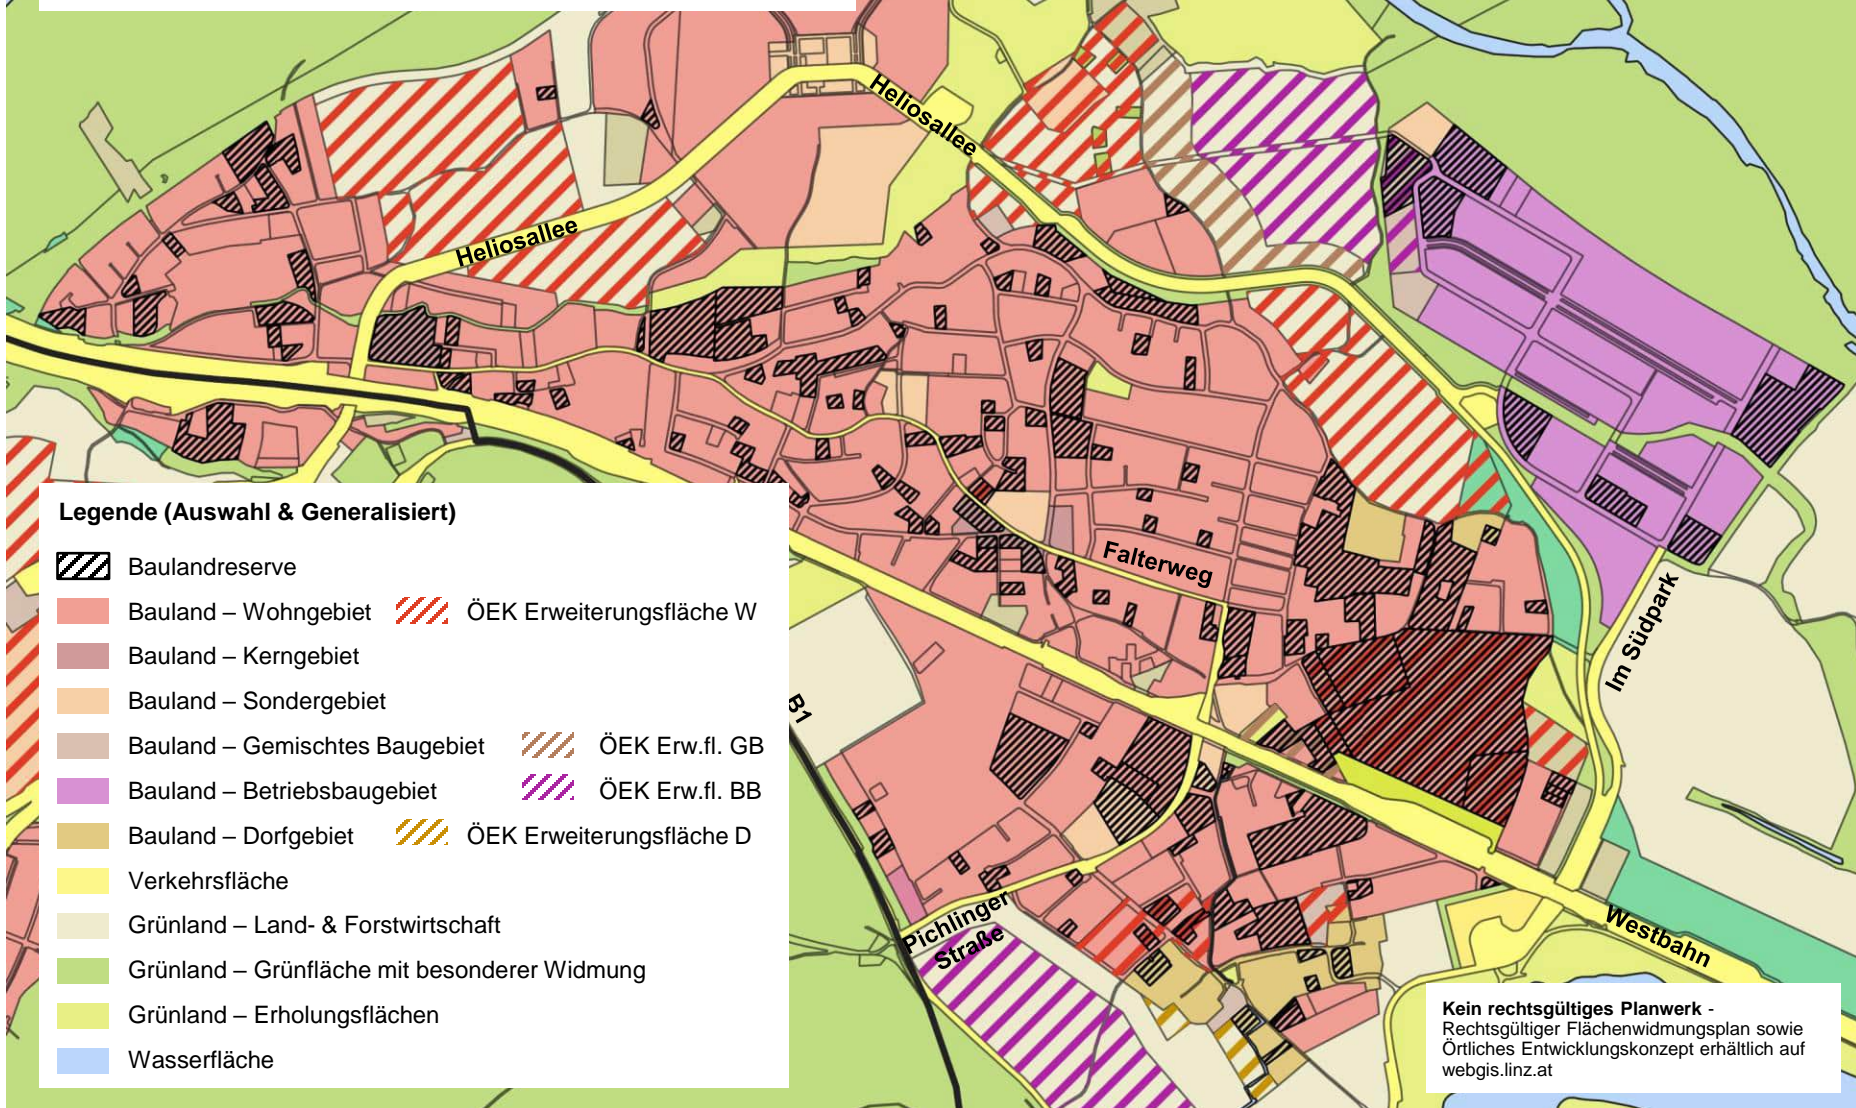 Heliosallee
Heliosallee
Falterweg
Im Südpark
B1
Pichlinger
Straße
Westbahn
Legende (Auswahl & Generalisiert)
Baulandreserve
Bauland – Wohngebiet ÖEK Erweiterungsfläche W
Bauland – Kerngebiet
Bauland – Sondergebiet
Bauland – Gemischtes Baugebiet ÖEK Erw.fl. GB
Bauland – Betriebsbaugebiet ÖEK Erw.fl. BB
Bauland – Dorfgebiet ÖEK Erweiterungsfläche D
Verkehrsfläche
Grünland – Land- & Forstwirtschaft
Grünland – Grünfläche mit besonderer Widmung
Grünland – Erholungsflächen
Wasserfläche
Kein rechtsgültiges Planwerk -
Rechtsgültiger Flächenwidmungsplan sowie
Örtliches Entwicklungskonzept erhältlich auf
webgis.linz.at